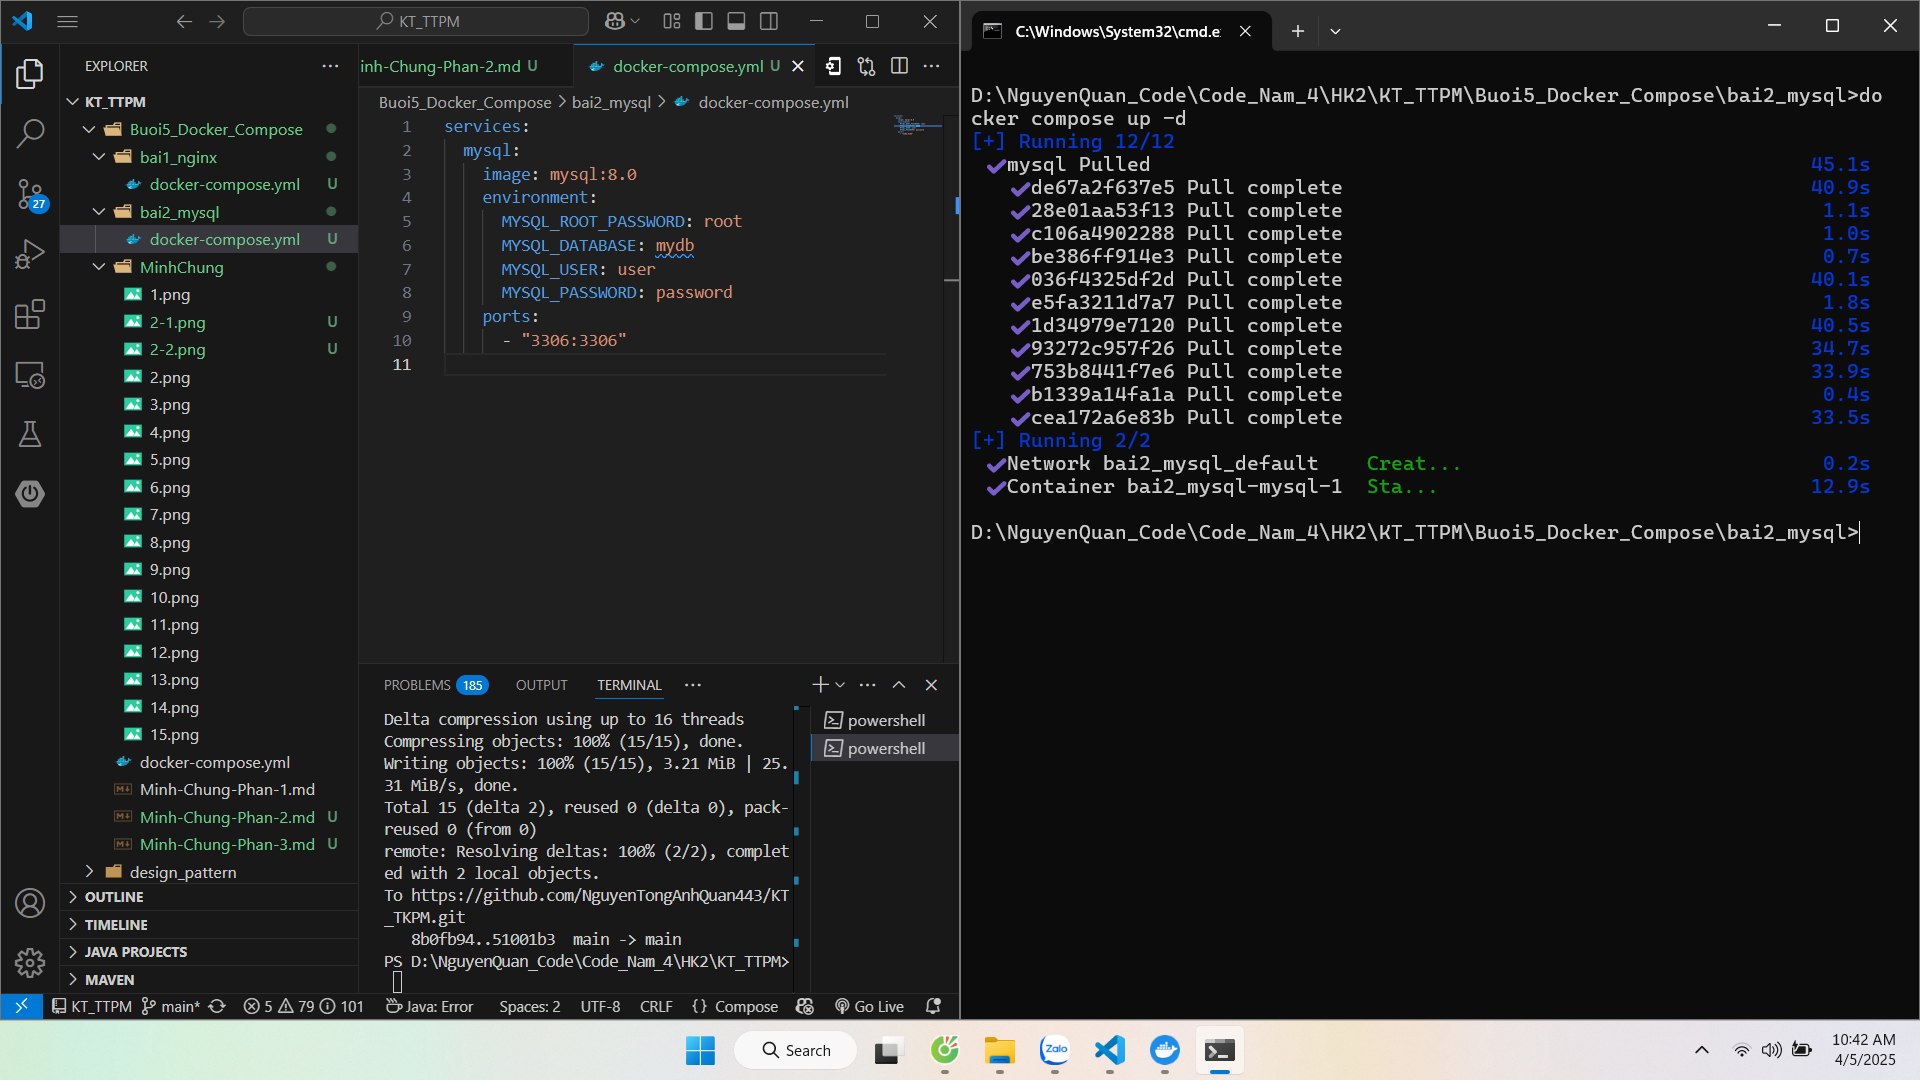 KT_TTPM
EXPLORER
KT_TTPM
Buoi5_Docker_Compose
bai1_nginx
docker-compose.yml U
bai2_mysql
docker-compose.yml U
MinhChung
1.png
2-1.png U
2-2.png U
2.png
3.png
4.png
5.png
6.png
7.png
8.png
9.png
10.png
11.png
12.png
13.png
14.png
15.png
docker-compose.yml
Minh-Chung-Phan-1.md
Minh-Chung-Phan-2.md U
Minh-Chung-Phan-3.md U
design_pattern
OUTLINE
TIMELINE
JAVA PROJECTS
MAVEN
27
inh-Chung-Phan-2.md U
docker-compose.yml U
Buoi5_Docker_Compose > bai2_mysql > docker-compose.yml
1 services:
2 mysql:
3 image: mysql:8.0
4 environment:
5 MYSQL_ROOT_PASSWORD: root
6 MYSQL_DATABASE: mydb
7 MYSQL_USER: user
8 MYSQL_PASSWORD: password
9 ports:
10 - "3306:3306"
11
PROBLEMS 185 OUTPUT TERMINAL
Delta compression using up to 16 threads
Compressing objects: 100% (15/15), done.
Writing objects: 100% (15/15), 3.21 MiB | 25.
31 MiB/s, done.
Total 15 (delta 2), reused 0 (delta 0), pack-
reused 0 (from 0)
remote: Resolving deltas: 100% (2/2), complet
ed with 2 local objects.
To https://github.com/NguyenTongAnhQuan443/KT
_TKPM.git
8b0fb94..51001b3 main -> main
PS D:\NguyenQuan_Code\Code_Nam_4\HK2\KT_TTPM>
powershell
powershell
KT_TTPM main* 5 79 101 Java: Error Spaces: 2 UTF-8 CRLF {} Compose Go Live
C:\Windows\System32\cmd.e
D:\NguyenQuan_Code\Code_Nam_4\HK2\KT_TTPM\Buoi5_Docker_Compose\bai2_mysql>do
cker compose up -d
[+] Running 12/12
✔mysql Pulled 45.1s
✔de67a2f637e5 Pull complete 40.9s
✔28e01aa53f13 Pull complete 1.1s
✔c106a4902288 Pull complete 1.0s
✔be386ff914e3 Pull complete 0.7s
✔036f4325df2d Pull complete 40.1s
✔e5fa3211d7a7 Pull complete 1.8s
✔1d34979e7120 Pull complete 40.5s
✔93272c957f26 Pull complete 34.7s
✔753b8441f7e6 Pull complete 33.9s
✔b1339a14fa1a Pull complete 0.4s
✔cea172a6e83b Pull complete 33.5s
[+] Running 2/2
✔Network bai2_mysql_default Creat... 0.2s
✔Container bai2_mysql-mysql-1 Sta... 12.9s
D:\NguyenQuan_Code\Code_Nam_4\HK2\KT_TTPM\Buoi5_Docker_Compose\bai2_mysql>
Search
Zalo
10:42 AM
4/5/2025